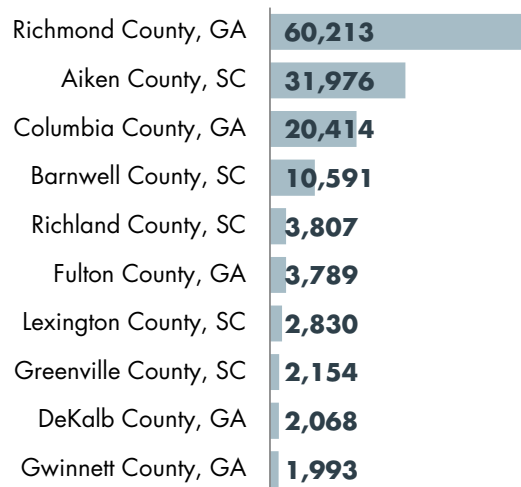 Richmond County, GA 60,213
Aiken County, SC 31,976
Columbia County, GA 20,414
Barnwell County, SC 10,591
Richland County, SC 3,807
Fulton County, GA 3,789
Lexington County, SC 2,830
Greenville County, SC 2,154
DeKalb County, GA 2,068
Gwinnett County, GA 1,993